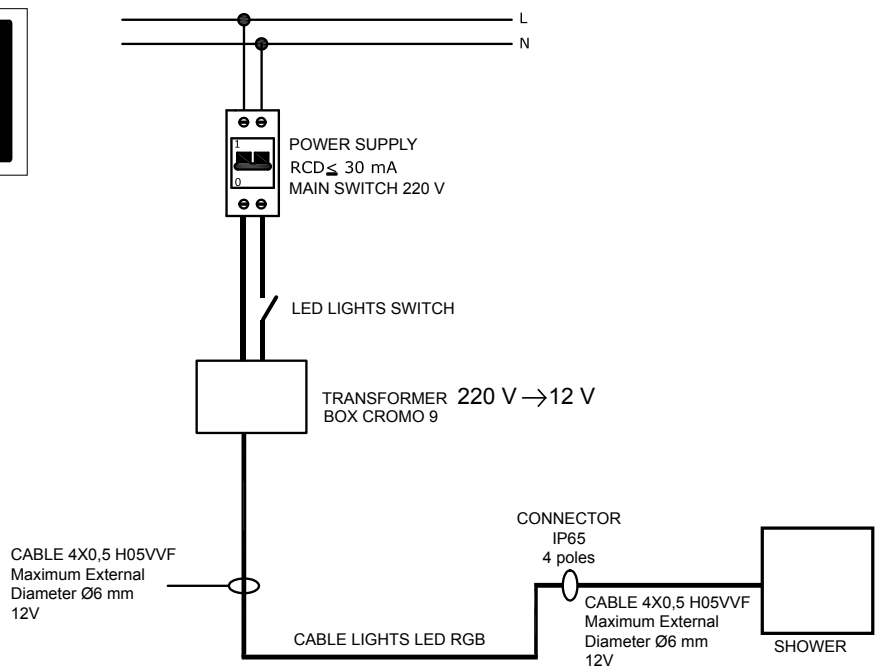 L
N
1
0
POWER SUPPLY
RCD≤ 30 mA
MAIN SWITCH 220 V
LED LIGHTS SWITCH
TRANSFORMER 220 V →12 V
BOX CROMO 9
CABLE 4X0,5 H05VVF
Maximum External
Diameter Ø6 mm
12V
CABLE LIGHTS LED RGB
CONNECTOR
IP65
4 poles
CABLE 4X0,5 H05VVF
Maximum External
Diameter Ø6 mm
12V
SHOWER